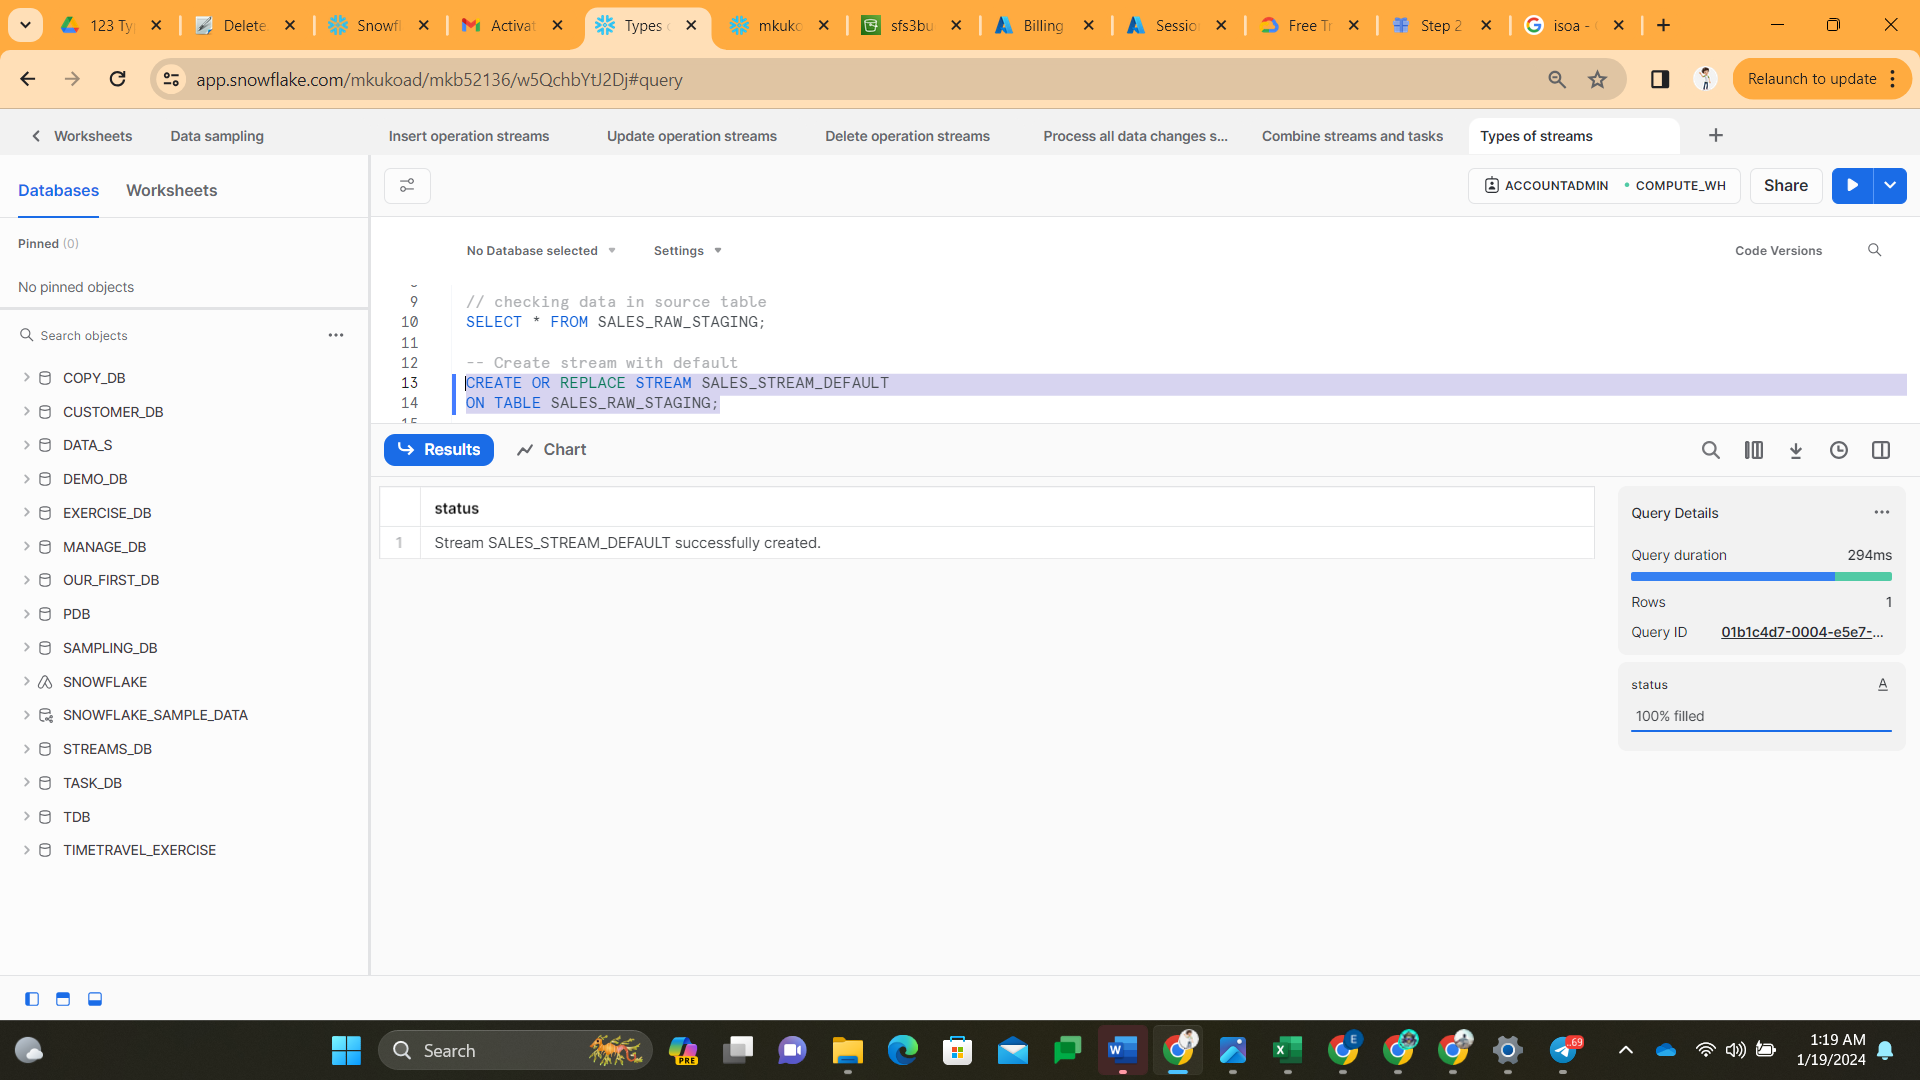 123 Ty
Delete
Snowfl
Activat
Types
mkuko
sfs3bu
Billing
Sessio
Free Tr
Step 2
isoa -
app.snowflake.com/mkukoad/mkb52136/w5QchbYtJ2Dj#query
Relaunch to update
Worksheets
Data sampling
Insert operation streams
Update operation streams
Delete operation streams
Process all data changes s...
Combine streams and tasks
Types of streams
Databases
Worksheets
ACCOUNTADMIN
COMPUTE_WH
Share
Pinned (0)
No pinned objects
No Database selected
Settings
Code Versions
Search objects
COPY_DB
CUSTOMER_DB
DATA_S
DEMO_DB
EXERCISE_DB
MANAGE_DB
OUR_FIRST_DB
PDB
SAMPLING_DB
SNOWFLAKE
SNOWFLAKE_SAMPLE_DATA
STREAMS_DB
TASK_DB
TDB
TIMETRAVEL_EXERCISE
9 // checking data in source table
10 SELECT * FROM SALES_RAW_STAGING;
11
12 -- Create stream with default
13 CREATE OR REPLACE STREAM SALES_STREAM_DEFAULT
14 ON TABLE SALES_RAW_STAGING;
Results
Chart
status
1 Stream SALES_STREAM_DEFAULT successfully created.
Query Details
Query duration 294ms
Rows 1
Query ID 01b1c4d7-0004-e5e7-...
status A
100% filled
Search
PRE
W
X
E
.69
1:19 AM
1/19/2024